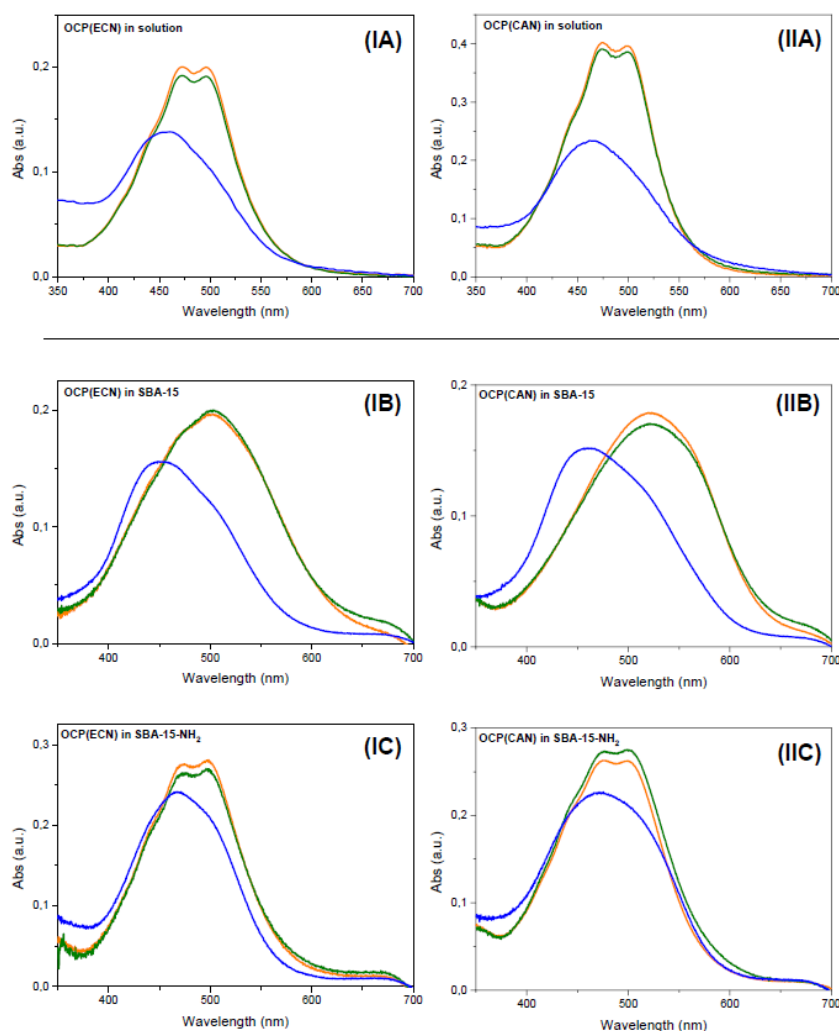 OCP(ECN) in solution
(IA)
Abs (a.u.)
0,2
0,1
0,0
350 400 450 500 550 600 650 700
Wavelength (nm)
OCP(CAN) in solution
(IIA)
Abs (a.u.)
0,4
0,3
0,2
0,1
0,0
350 400 450 500 550 600 650 700
Wavelength (nm)
OCP(ECN) in SBA-15
(IB)
Abs (a.u.)
0,2
0,1
0,0
400 500 600 700
Wavelength (nm)
OCP(CAN) in SBA-15
(IIB)
Abs (a.u.)
0,2
0,1
0,0
400 500 600 700
Wavelength (nm)
OCP(ECN) in SBA-15-NH2
(IC)
Abs (a.u.)
0,3
0,2
0,1
0,0
400 500 600 700
Wavelength (nm)
OCP(CAN) in SBA-15-NH2
(IIC)
Abs (a.u.)
0,3
0,2
0,1
0,0
400 500 600 700
Wavelength (nm)